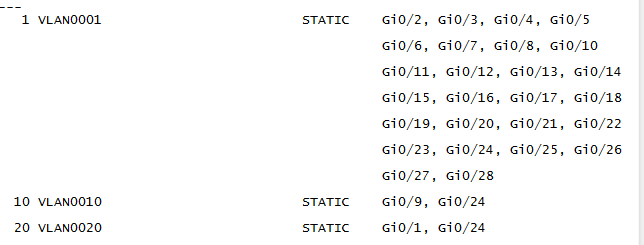 ---
1 VLAN0001 STATIC Gi0/2, Gi0/3, Gi0/4, Gi0/5
Gi0/6, Gi0/7, Gi0/8, Gi0/10
Gi0/11, Gi0/12, Gi0/13, Gi0/14
Gi0/15, Gi0/16, Gi0/17, Gi0/18
Gi0/19, Gi0/20, Gi0/21, Gi0/22
Gi0/23, Gi0/24, Gi0/25, Gi0/26
Gi0/27, Gi0/28
10 VLAN0010 STATIC Gi0/9, Gi0/24
20 VLAN0020 STATIC Gi0/1, Gi0/24